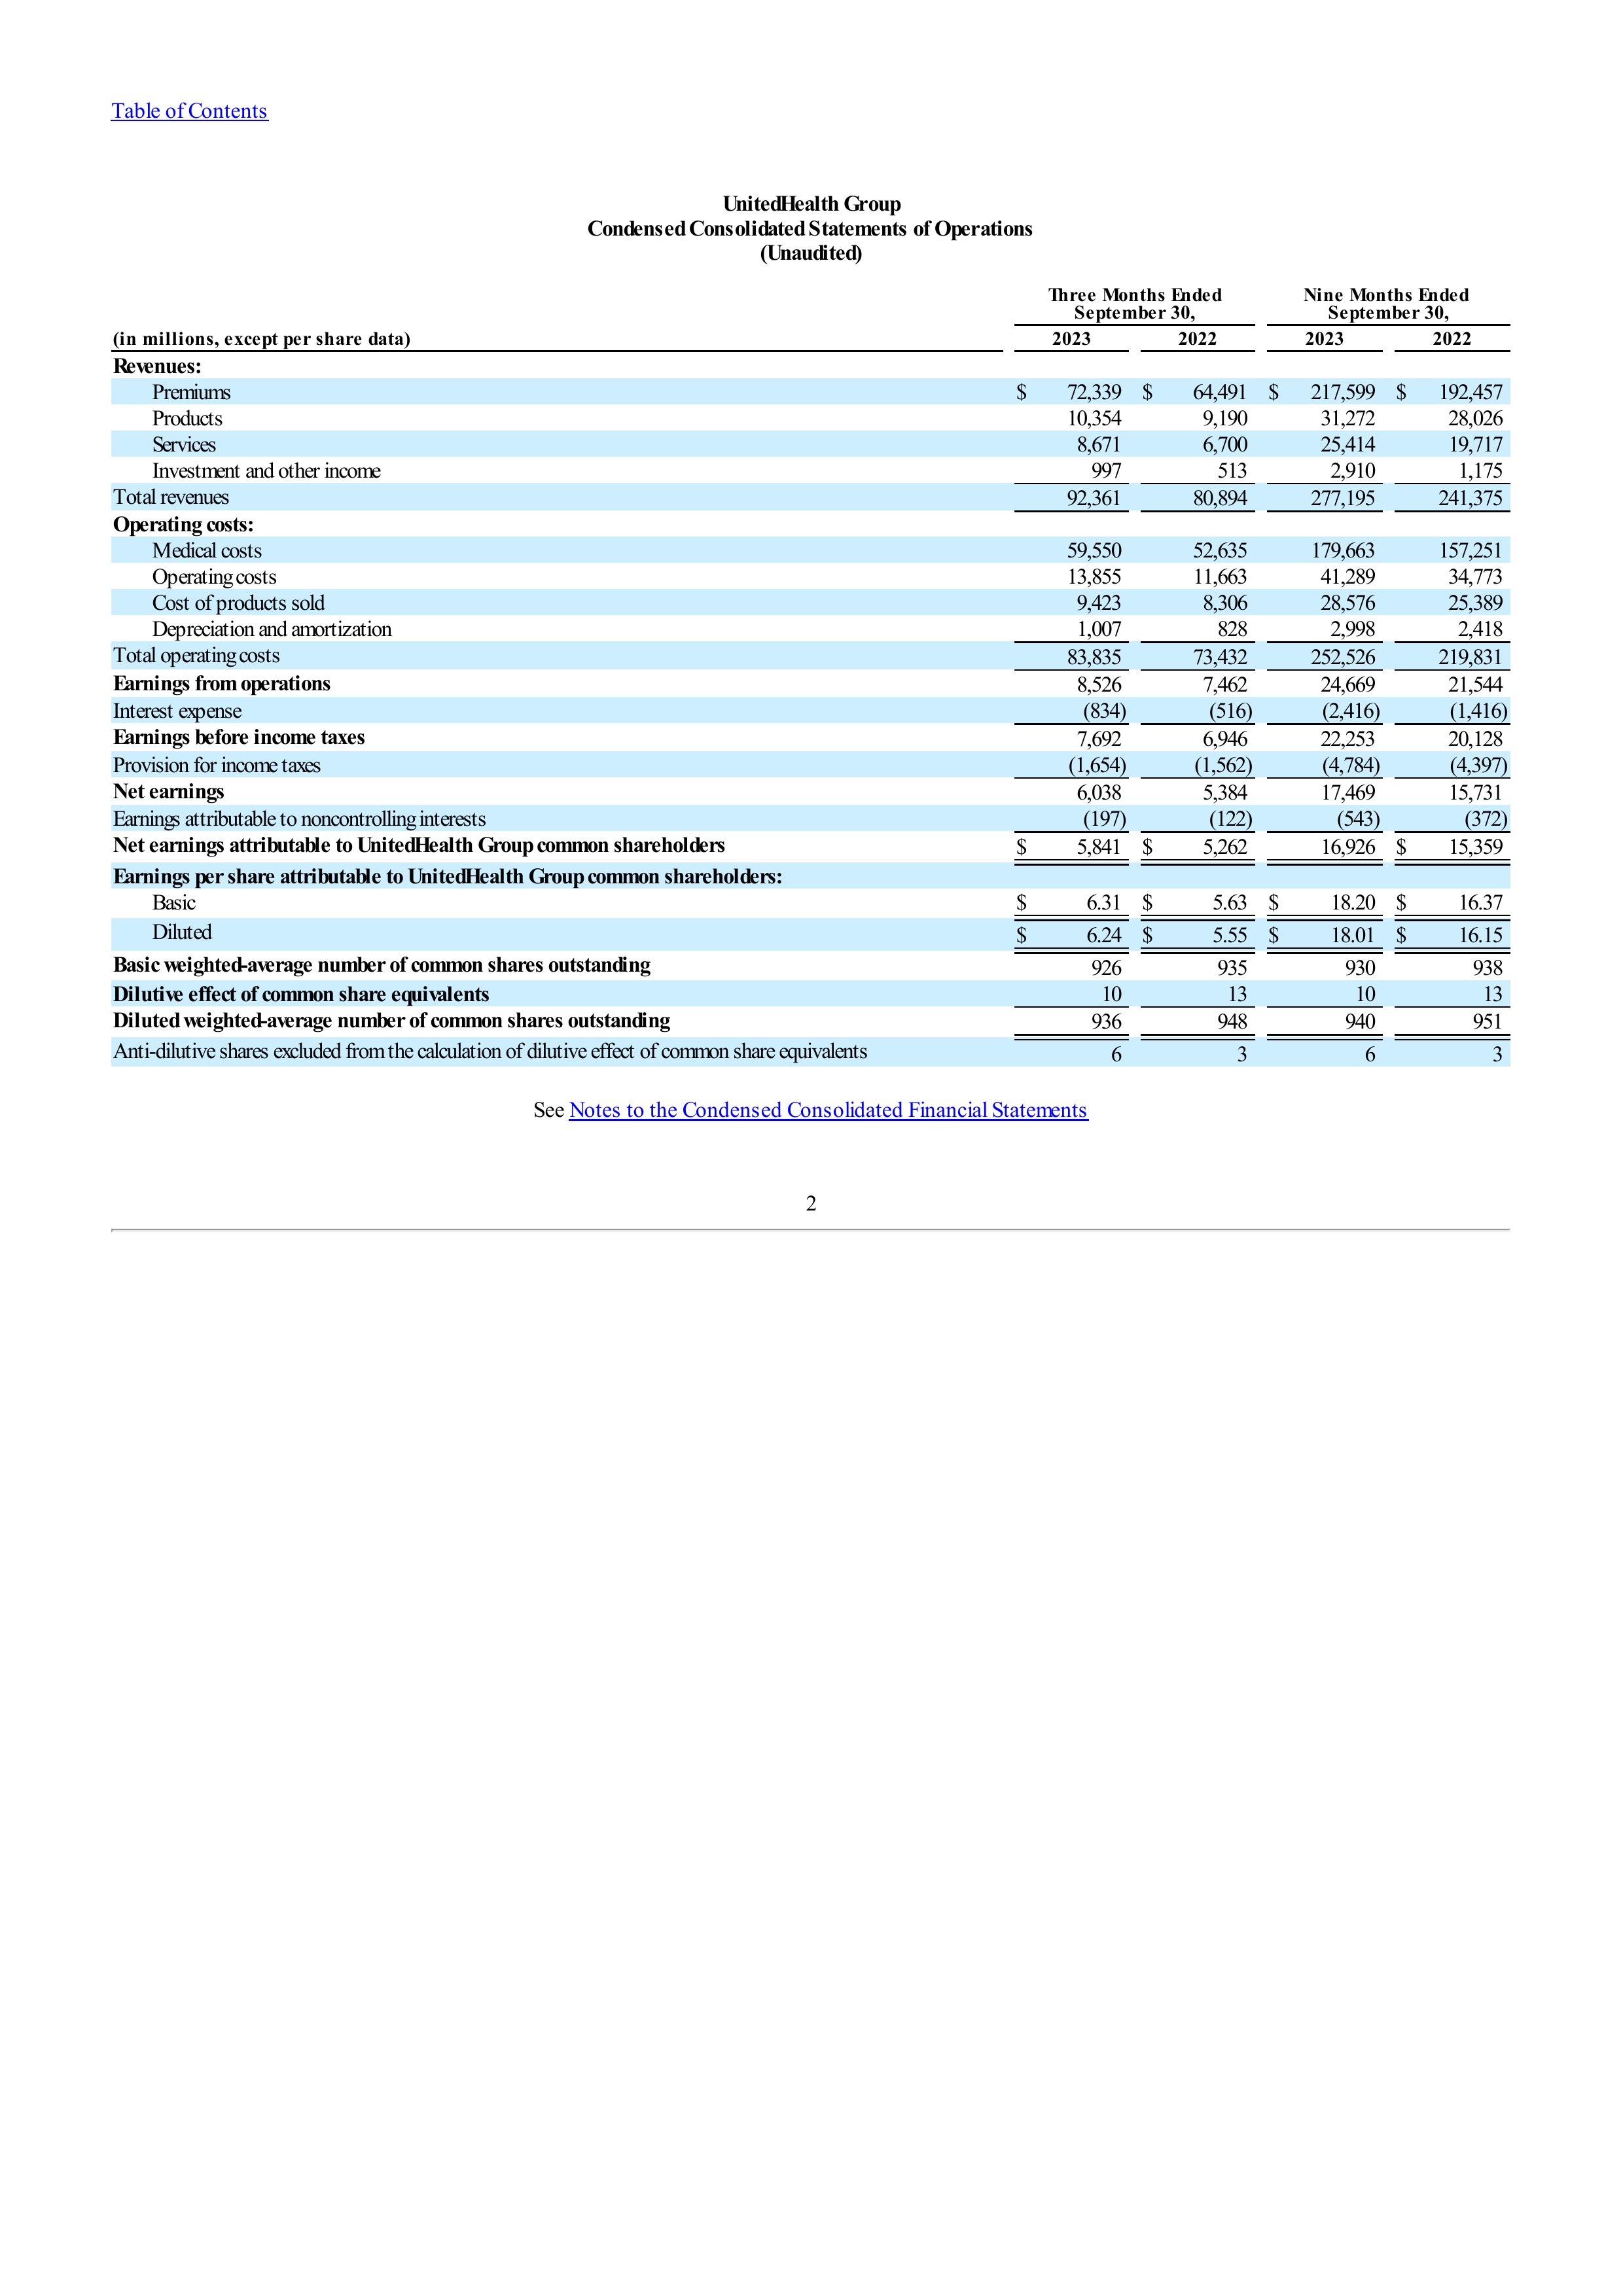 Table of Contents
UnitedHealth Group
Condensed Consolidated Statements of Operations
(Unaudited)
Three Months Ended September 30, Nine Months Ended September 30,
(in millions, except per share data) 2023 2022 2023 2022
Revenues:
Premiums $ 72,339 $ 64,491 $ 217,599 $ 192,457
Products 10,354 9,190 31,272 28,026
Services 8,671 6,700 25,414 19,717
Investment and other income 997 513 2,910 1,175
Total revenues 92,361 80,894 277,195 241,375
Operating costs:
Medical costs 59,550 52,635 179,663 157,251
Operating costs 13,855 11,663 41,289 34,773
Cost of products sold 9,423 8,306 28,576 25,389
Depreciation and amortization 1,007 828 2,998 2,418
Total operating costs 83,835 73,432 252,526 219,831
Earnings from operations 8,526 7,462 24,669 21,544
Interest expense (834) (516) (2,416) (1,416)
Earnings before income taxes 7,692 6,946 22,253 20,128
Provision for income taxes (1,654) (1,562) (4,784) (4,397)
Net earnings 6,038 5,384 17,469 15,731
Earnings attributable to noncontrolling interests (197) (122) (543) (372)
Net earnings attributable to UnitedHealth Group common shareholders $ 5,841 $ 5,262 16,926 $ 15,359
Earnings per share attributable to UnitedHealth Group common shareholders:
Basic $ 6.31 $ 5.63 $ 18.20 $ 16.37
Diluted $ 6.24 $ 5.55 $ 18.01 $ 16.15
Basic weighted-average number of common shares outstanding 926 935 930 938
Dilutive effect of common share equivalents 10 13 10 13
Diluted weighted-average number of common shares outstanding 936 948 940 951
Anti-dilutive shares excluded from the calculation of dilutive effect of common share equivalents 6 3 6 3
See Notes to the Condensed Consolidated Financial Statements
2